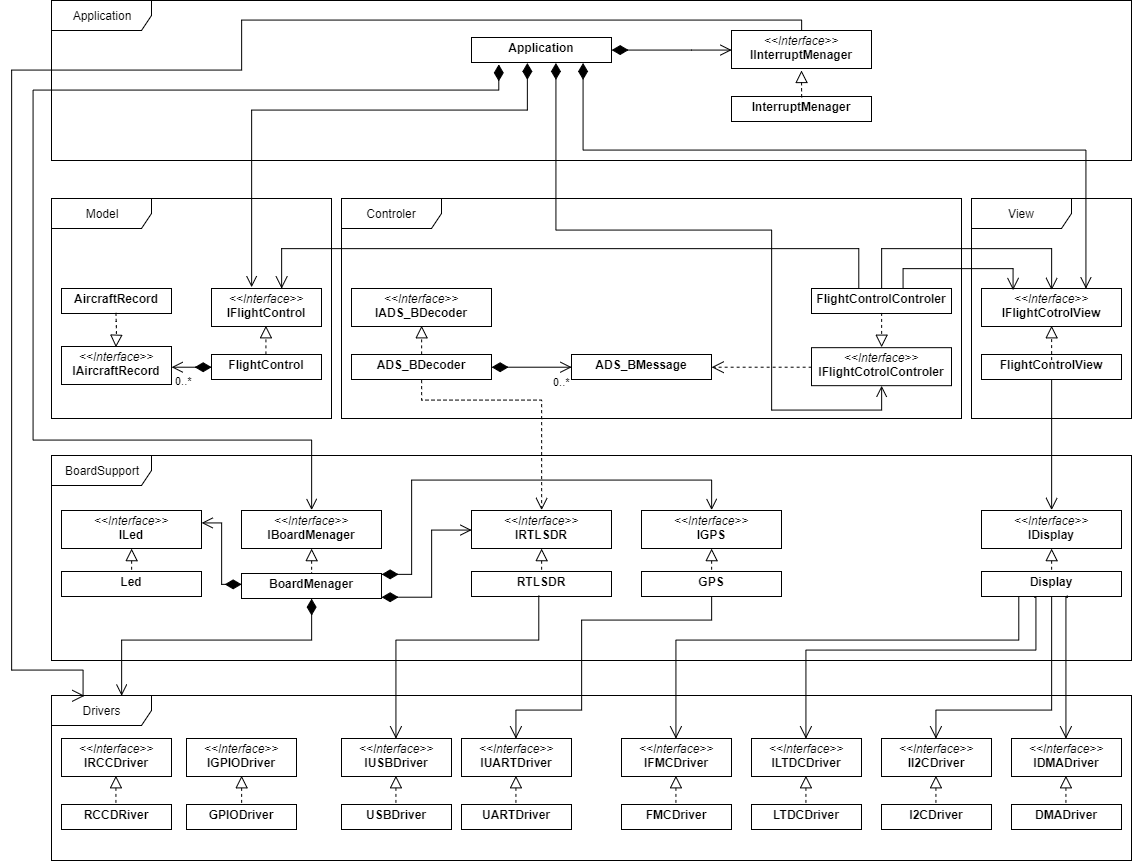 Application
Application
<<Interface>>
IInterruptMenager
InterruptMenager
Model
Controler
View
AircraftRecord
<<Interface>>
IAircraftRecord
<<Interface>>
IFlightControl
FlightControl
0..*
<<Interface>>
IADS_BDecoder
ADS_BDecoder
0..*
ADS_BMessage
FlightCotrolControler
<<Interface>>
IFlightCotrolControler
<<Interface>>
IFlightCotrolView
FlightControlView
BoardSupport
<<Interface>>
ILed
Led
<<Interface>>
IBoardMenager
BoardMenager
<<Interface>>
IRTLSDR
RTLSDR
<<Interface>>
IGPS
GPS
<<Interface>>
IDisplay
Display
Drivers
<<Interface>>
IRCCDriver
RCCDRiver
<<Interface>>
IGPIODriver
GPIODriver
<<Interface>>
IUSBDriver
USBDriver
<<Interface>>
IUARTDriver
UARTDriver
<<Interface>>
IFMCDriver
FMCDriver
<<Interface>>
ILTDCDriver
LTDCDriver
<<Interface>>
II2CDriver
I2CDriver
<<Interface>>
IDMADriver
DMADriver